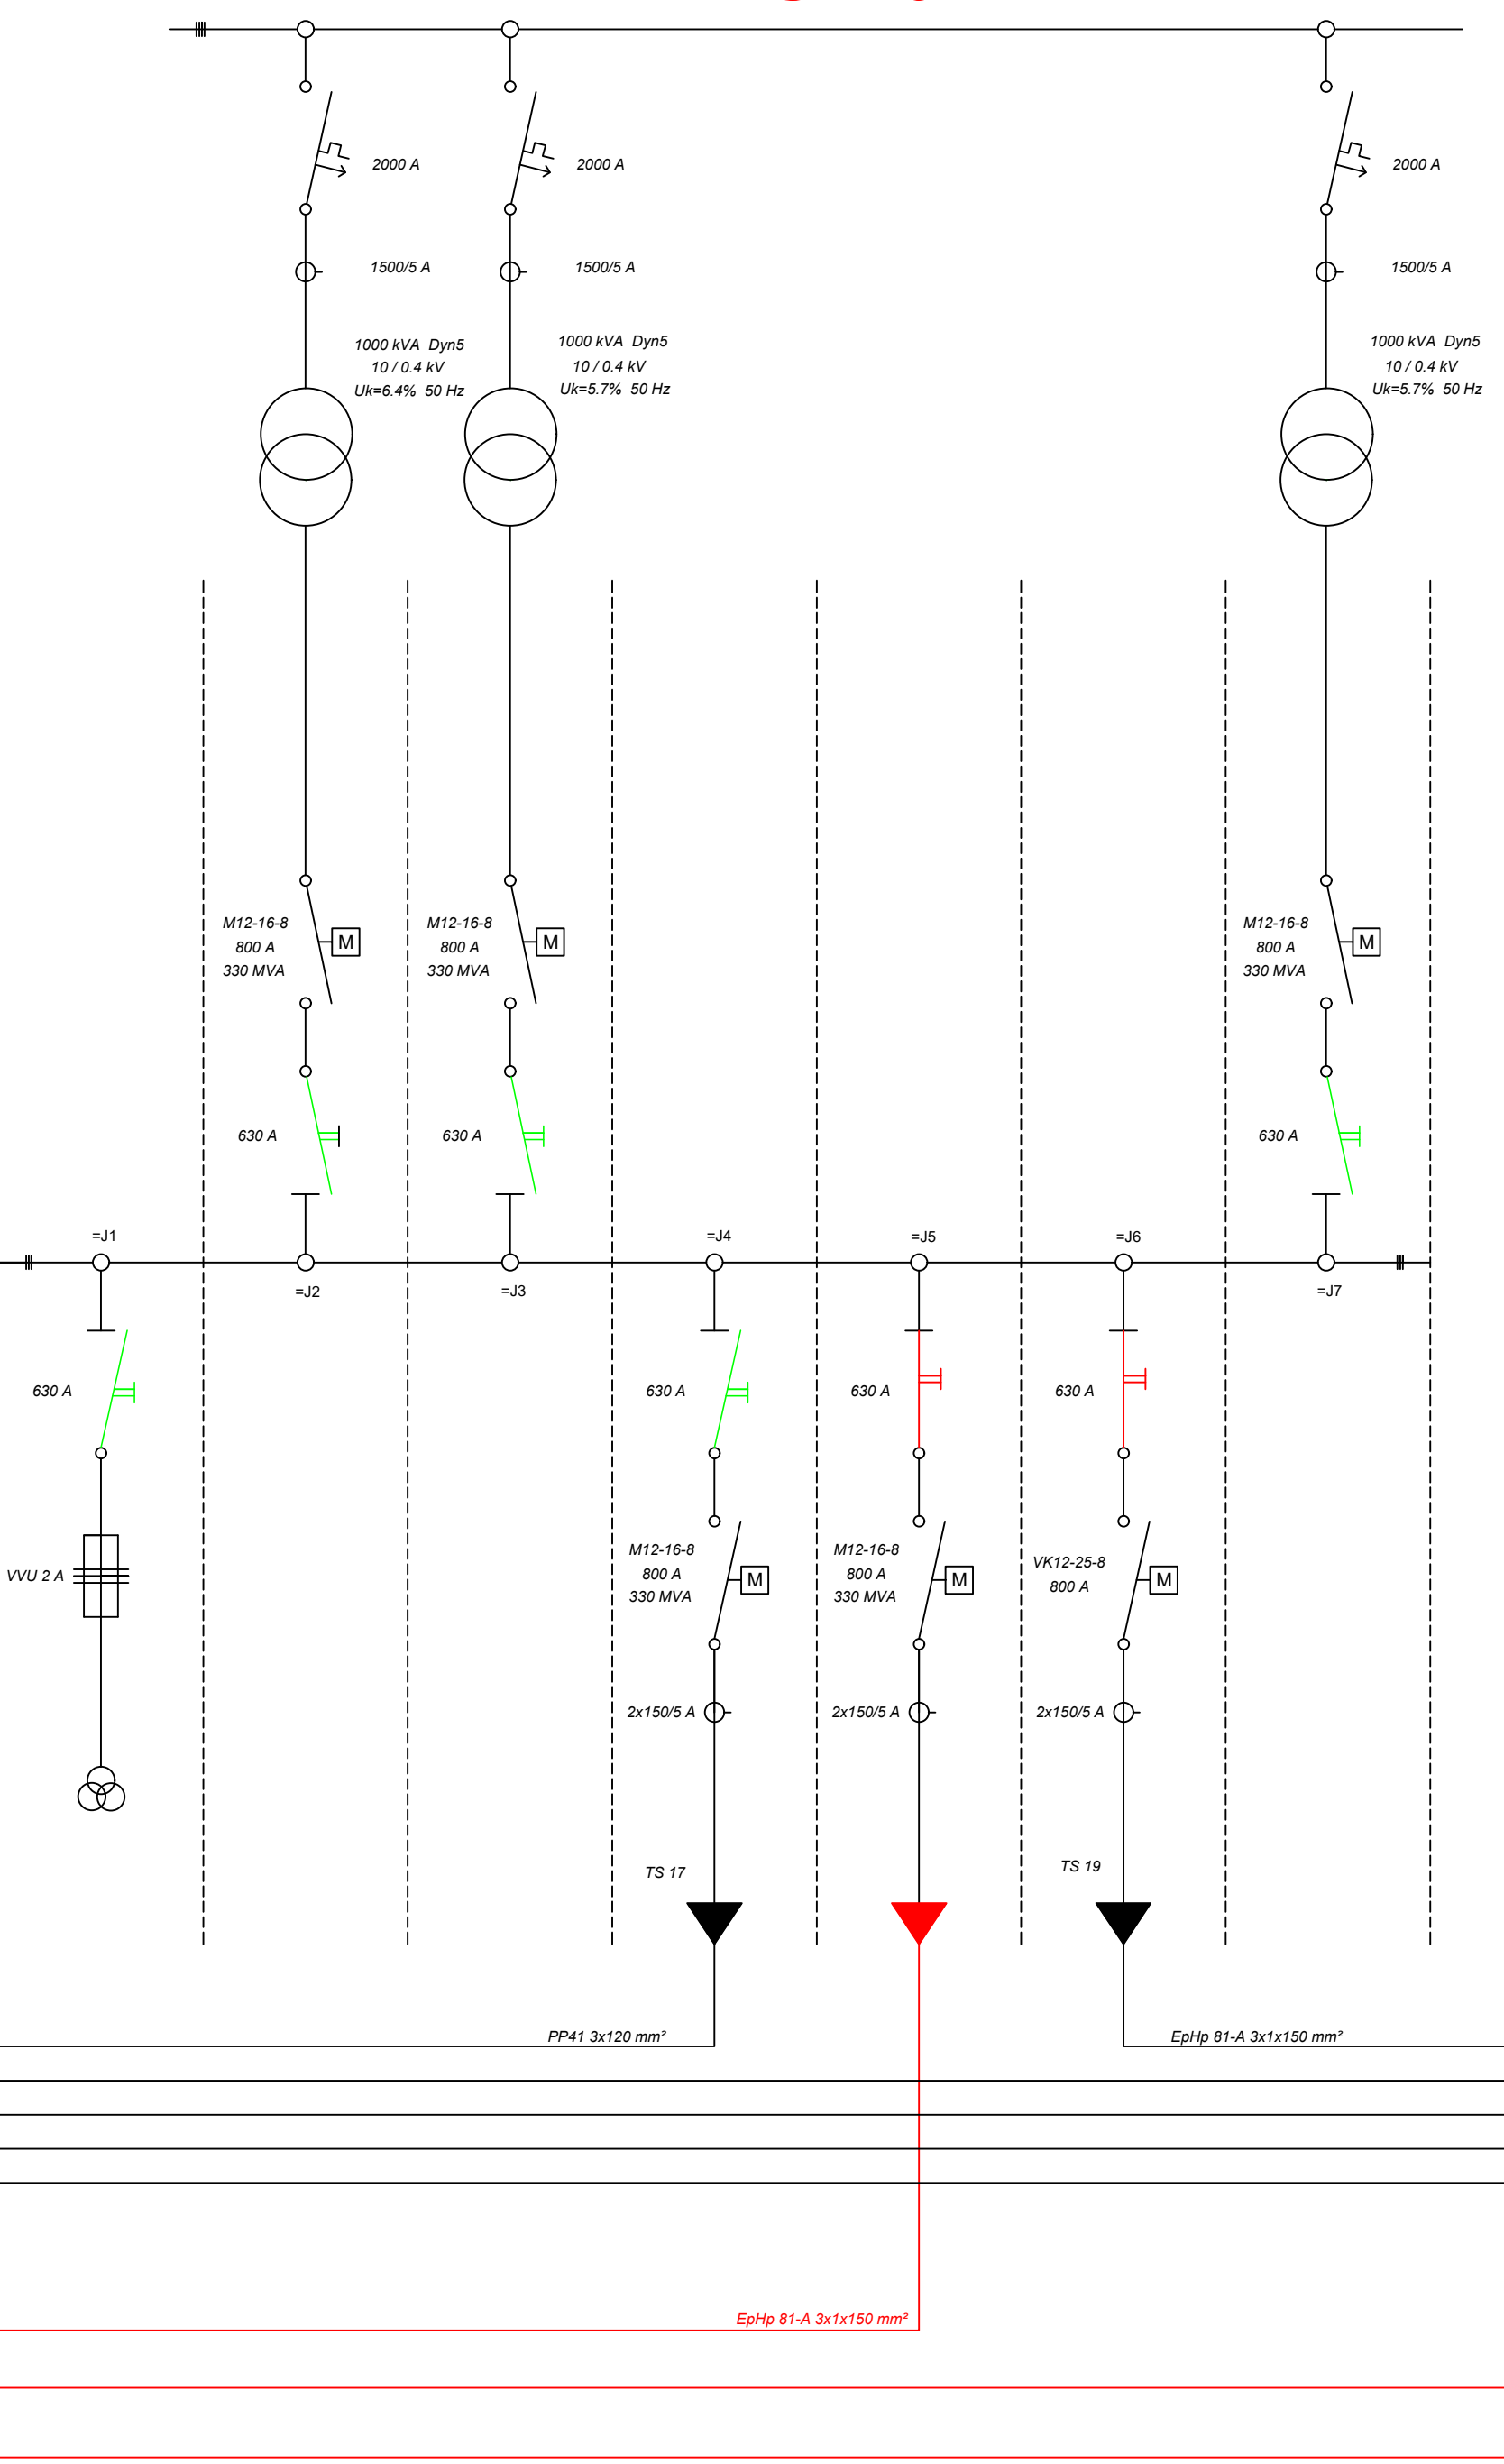 2000 A
2000 A
2000 A
1500/5 A
1500/5 A
1500/5 A
1000 kVA Dyn5
10 / 0.4 kV
Uk=6.4% 50 Hz
1000 kVA Dyn5
10 / 0.4 kV
Uk=5.7% 50 Hz
1000 kVA Dyn5
10 / 0.4 kV
Uk=5.7% 50 Hz
M12-16-8
800 A
330 MVA
M
M12-16-8
800 A
330 MVA
M
M12-16-8
800 A
330 MVA
M
630 A
630 A
630 A
=J1
=J2
=J3
=J4
=J5
=J6
=J7
630 A
630 A
630 A
630 A
VVU 2 A
M12-16-8
800 A
330 MVA
M
M12-16-8
800 A
330 MVA
M
VK12-25-8
800 A
M
2x150/5 A
2x150/5 A
2x150/5 A
TS 17
TS 19
PP41 3x120 mm²
EpHp 81-A 3x1x150 mm²
EpHp 81-A 3x1x150 mm²